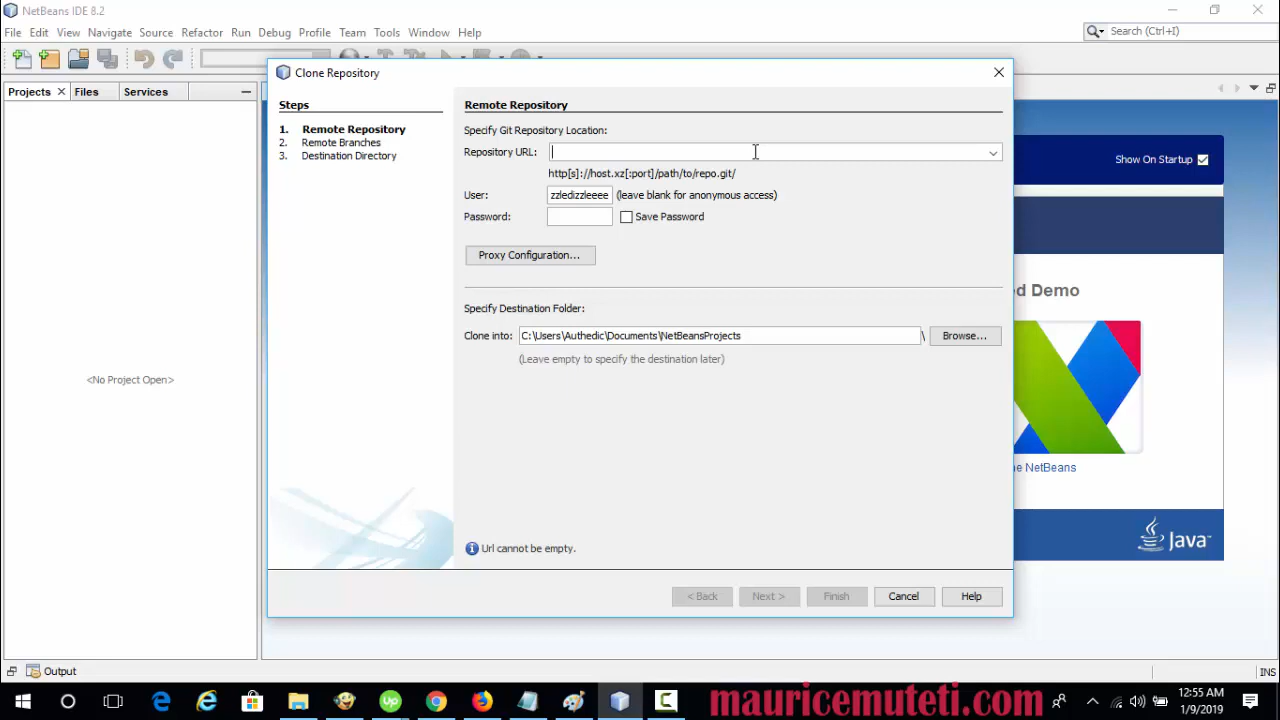 NetBeans IDE 8.2
File Edit View Navigate Source Refactor Run Debug Profile Team Tools Window Help
Search (Ctrl+I)
Projects Files Services
Clone Repository
Steps
1. Remote Repository
2. Remote Branches
3. Destination Directory
Remote Repository
Specify Git Repository Location:
Repository URL:
http[s]://host.xz[:port]/path/to/repo.git/
User: zzledizzleeee (leave blank for anonymous access)
Password: Save Password
Proxy Configuration...
Specify Destination Folder:
Clone into: C:\Users\Authedic\Documents\NetBeansProjects \ Browse...
(Leave empty to specify the destination later)
Url cannot be empty.
< Back Next > Finish Cancel Help
<No Project Open>
Show On Startup
d Demo
e NetBeans
Java
Output
INS
up
mauricemuteti.com
12:55 AM
1/9/2019